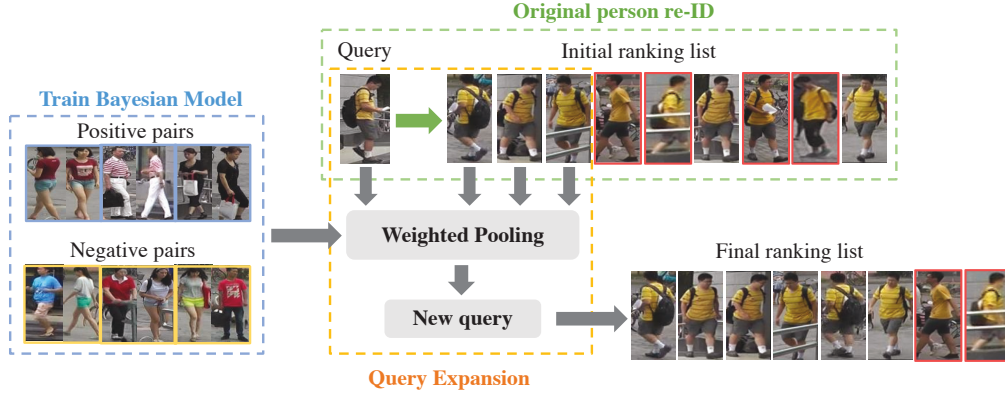 Original person re-ID
Query
Initial ranking list
Train Bayesian Model
Positive pairs
Weighted Pooling
Negative pairs
Final ranking list
New query
Query Expansion